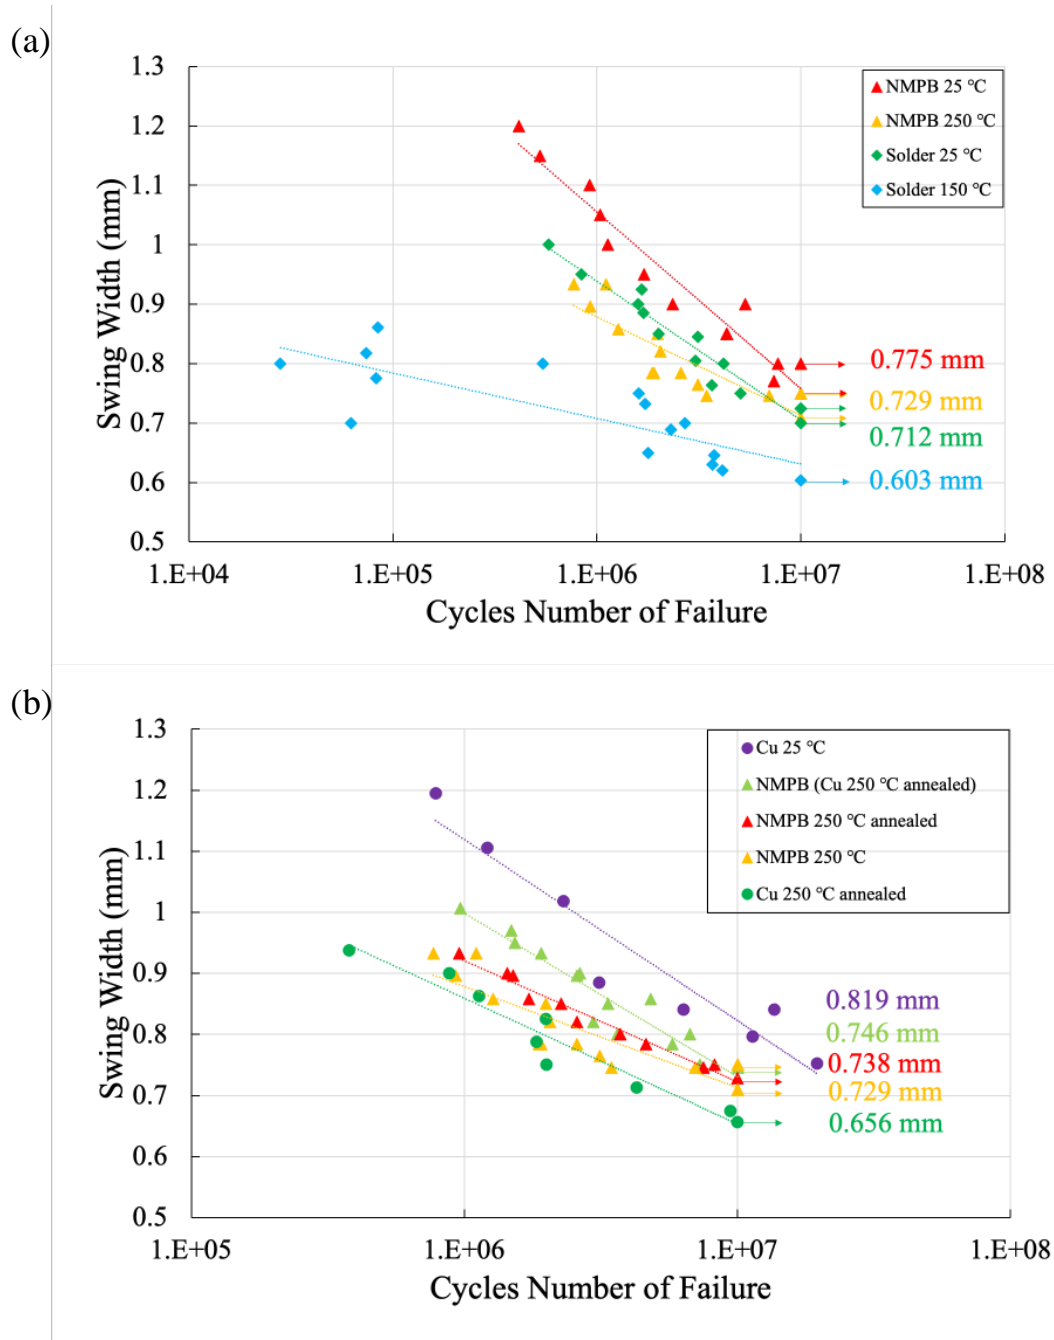 (a)
1.3
1.2
1.1
1
0.9
0.8
0.7
0.6
0.5
Swing Width (mm)
NMPB 25 ℃
NMPB 250 ℃
Solder 25 ℃
Solder 150 ℃
0.775 mm
0.729 mm
0.712 mm
0.603 mm
1.E+04 1.E+05 1.E+06 1.E+07 1.E+08
Cycles Number of Failure
(b)
1.3
1.2
1.1
1
0.9
0.8
0.7
0.6
0.5
Swing Width (mm)
Cu 25 ℃
NMPB (Cu 250 ℃ annealed)
NMPB 250 ℃ annealed
NMPB 250 ℃
Cu 250 ℃ annealed
0.819 mm
0.746 mm
0.738 mm
0.729 mm
0.656 mm
1.E+05 1.E+06 1.E+07 1.E+08
Cycles Number of Failure